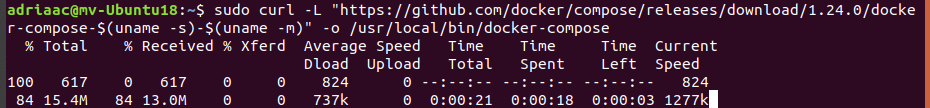 adriaac@mv-Ubuntu18:~$ sudo curl -L "https://github.com/docker/compose/releases/download/1.24.0/docke
r-compose-$(uname -s)-$(uname -m)" -o /usr/local/bin/docker-compose
% Total % Received % Xferd Average Speed Time Time Time Current
Dload Upload Total Spent Left Speed
100 617 0 617 0 0 824 0 --:--:-- --:--:-- --:--:-- 824
84 15.4M 84 13.0M 0 0 737k 0 0:00:21 0:00:18 0:00:03 1277k